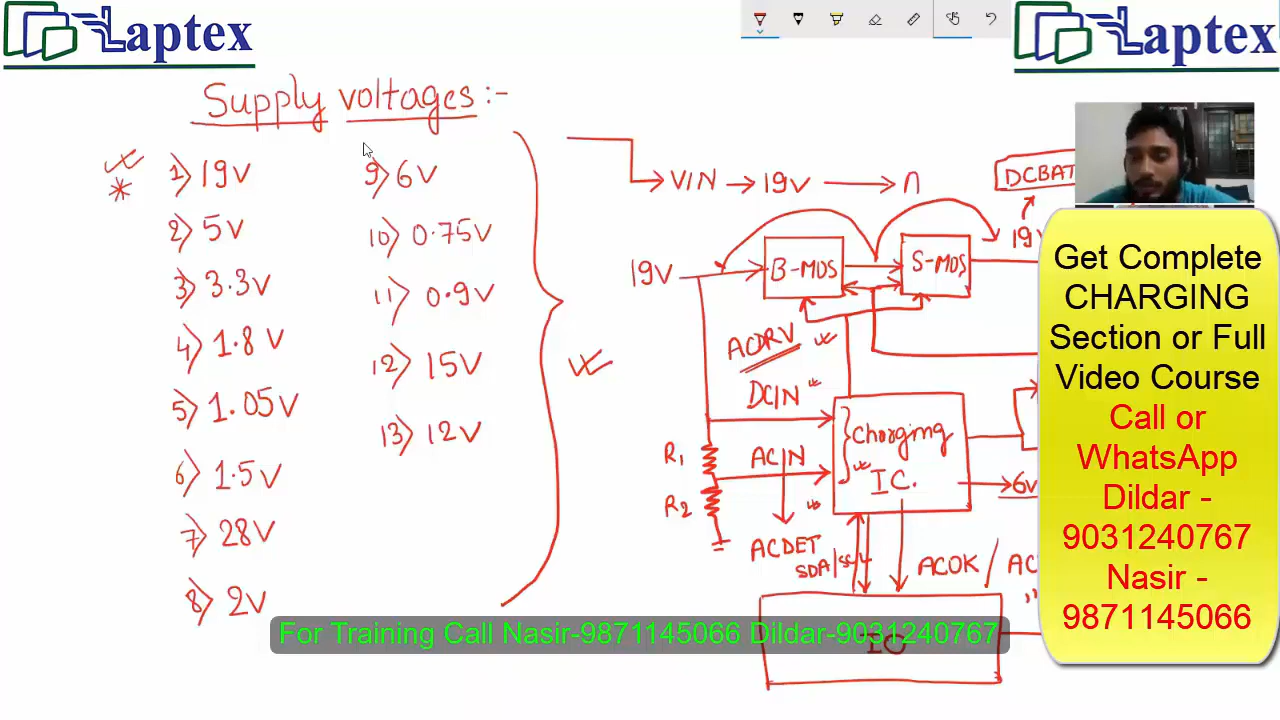 Laptex
Laptex
Supply voltages :-
1) 19V
2) 5V
3) 3.3V
4) 1.8V
5) 1.05V
6) 1.5V
7) 28V
8) 2V
9) 6V
10) 0.75V
11) 0.9V
12) 15V
13) 12V
VIN → 19V →
DCBAT
19V
19V
B-MOS
S-MOS
ACDRV
DCIN
R1
ACIN
R2
ACDET
Charging
IC.
6V
SDA/
ACOK / AC
IO
Get Complete
CHARGING
Section or Full
Video Course
Call or
WhatsApp
Dildar -
9031240767
Nasir -
9871145066
For Training Call Nasir-9871145066 Dildar-9031240767